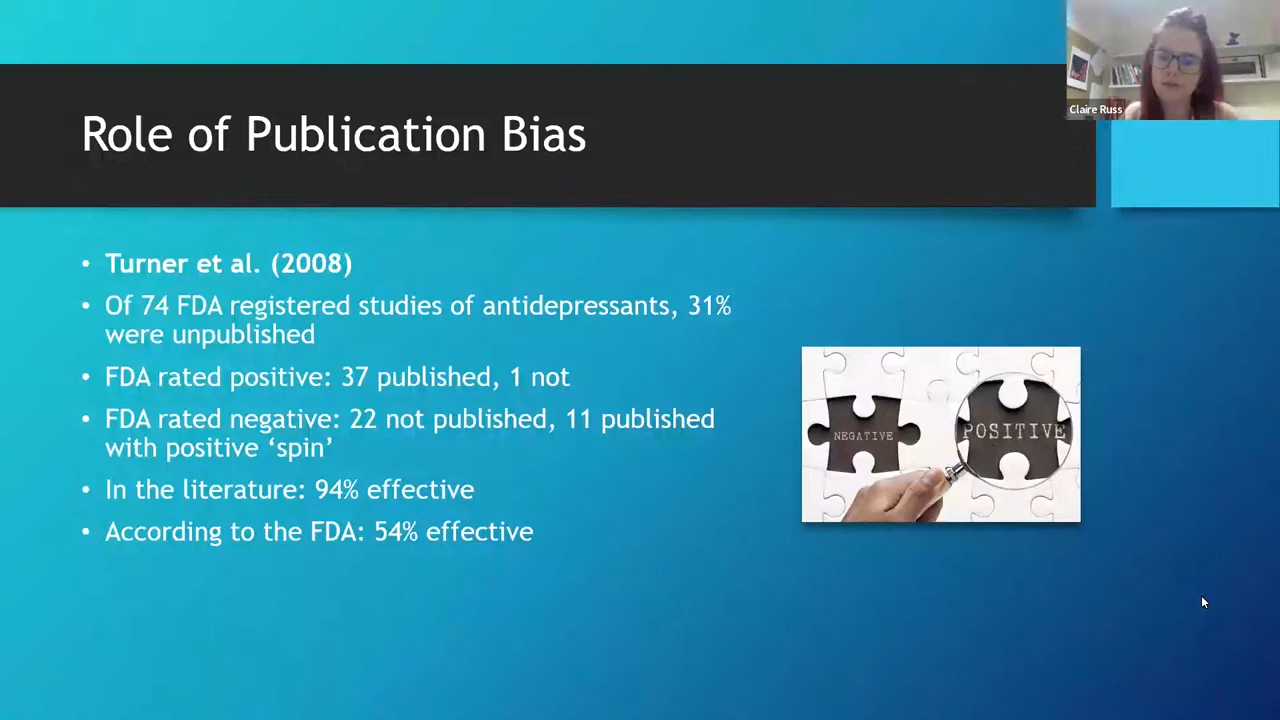 Claire Russ
Role of Publication Bias
• Turner et al. (2008)
• Of 74 FDA registered studies of antidepressants, 31%
were unpublished
• FDA rated positive: 37 published, 1 not
• FDA rated negative: 22 not published, 11 published
with positive ‘spin’
• In the literature: 94% effective
• According to the FDA: 54% effective
NEGATIVE
POSITIVE